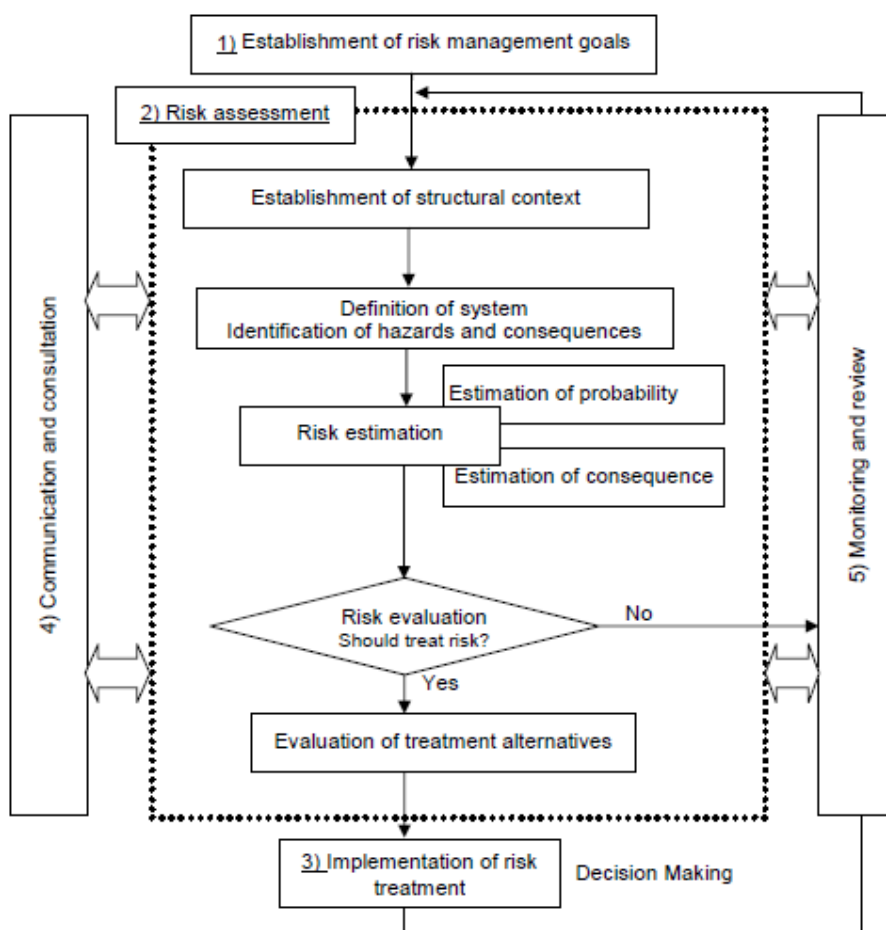 1) Establishment of risk management goals
2) Risk assessment
Establishment of structural context
Definition of system
Identification of hazards and consequences
Estimation of probability
Risk estimation
Estimation of consequence
Risk evaluation
Should treat risk?
No
Yes
Evaluation of treatment alternatives
3) Implementation of risk
treatment
Decision Making
4) Communication and consultation
5) Monitoring and review